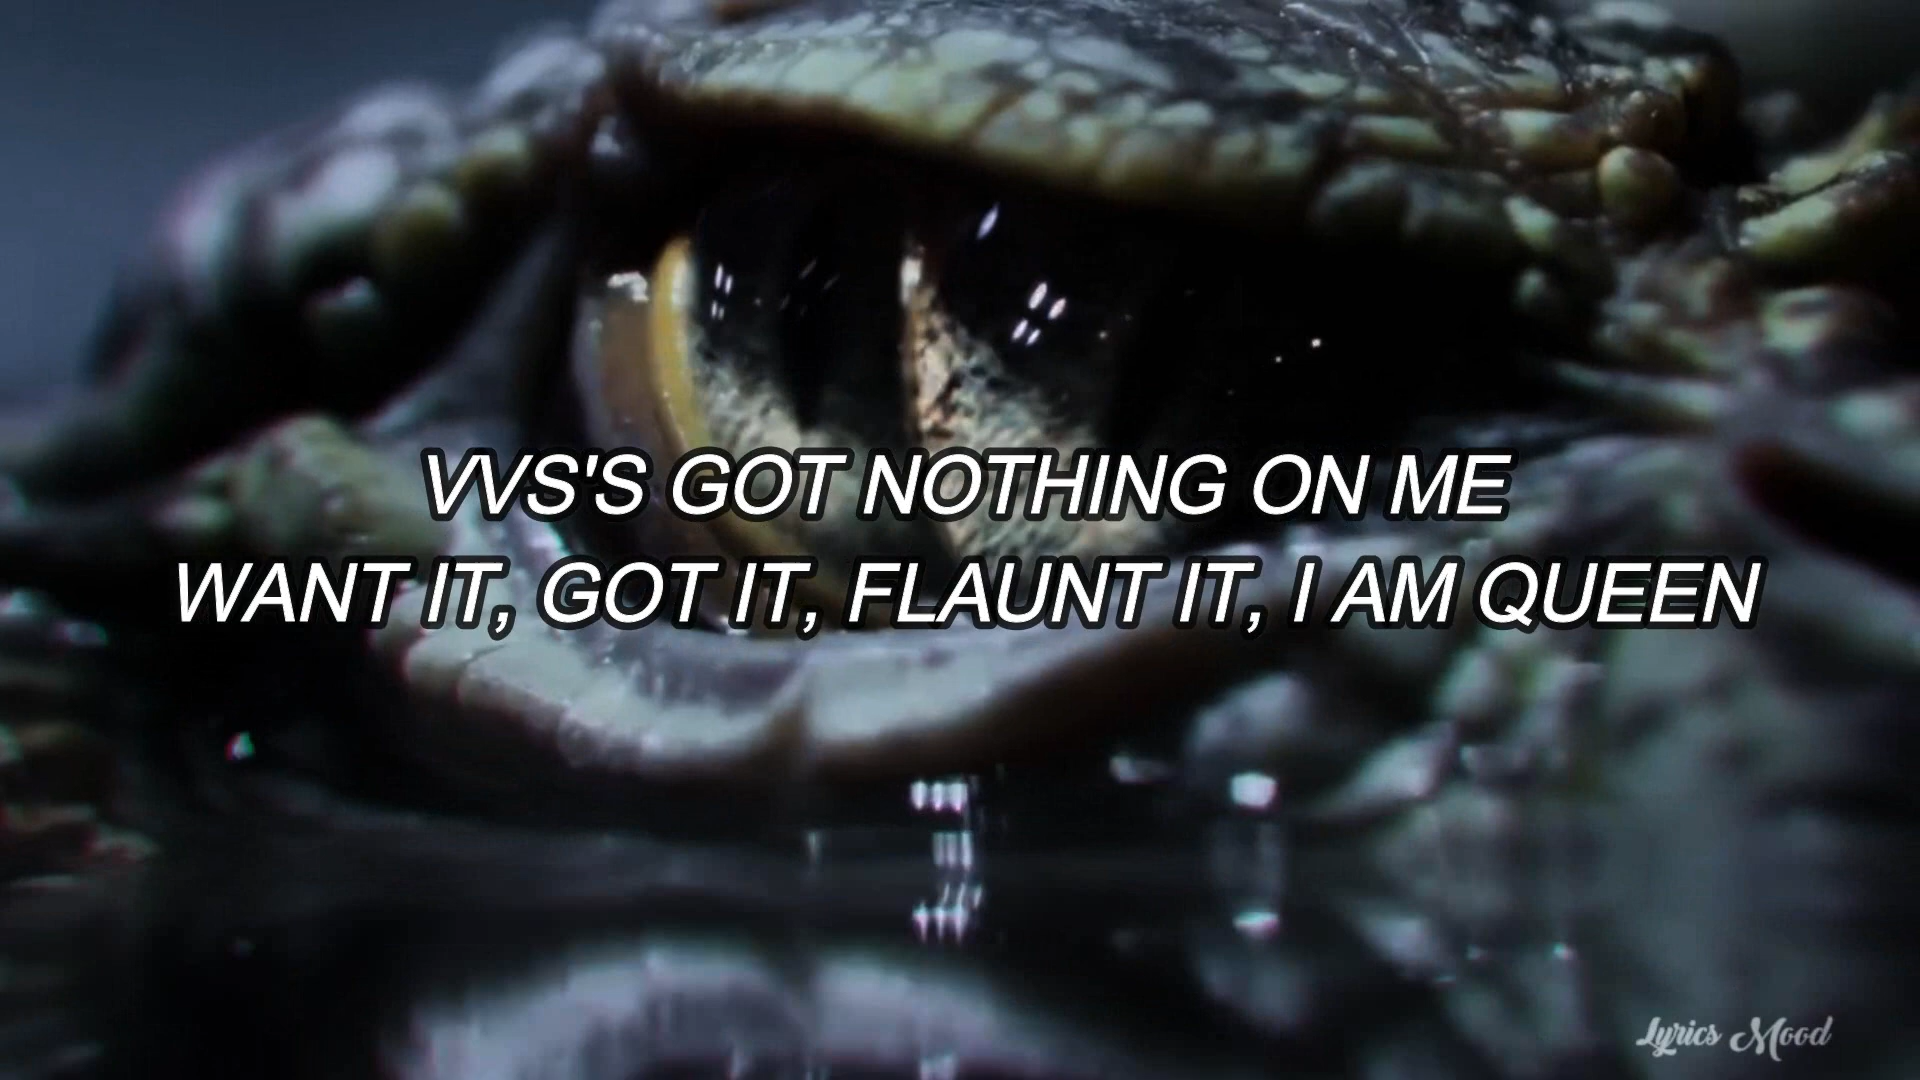 VVS'S GOT NOTHING ON ME
WANT IT, GOT IT, FLAUNT IT, I AM QUEEN
Lyrics Mood